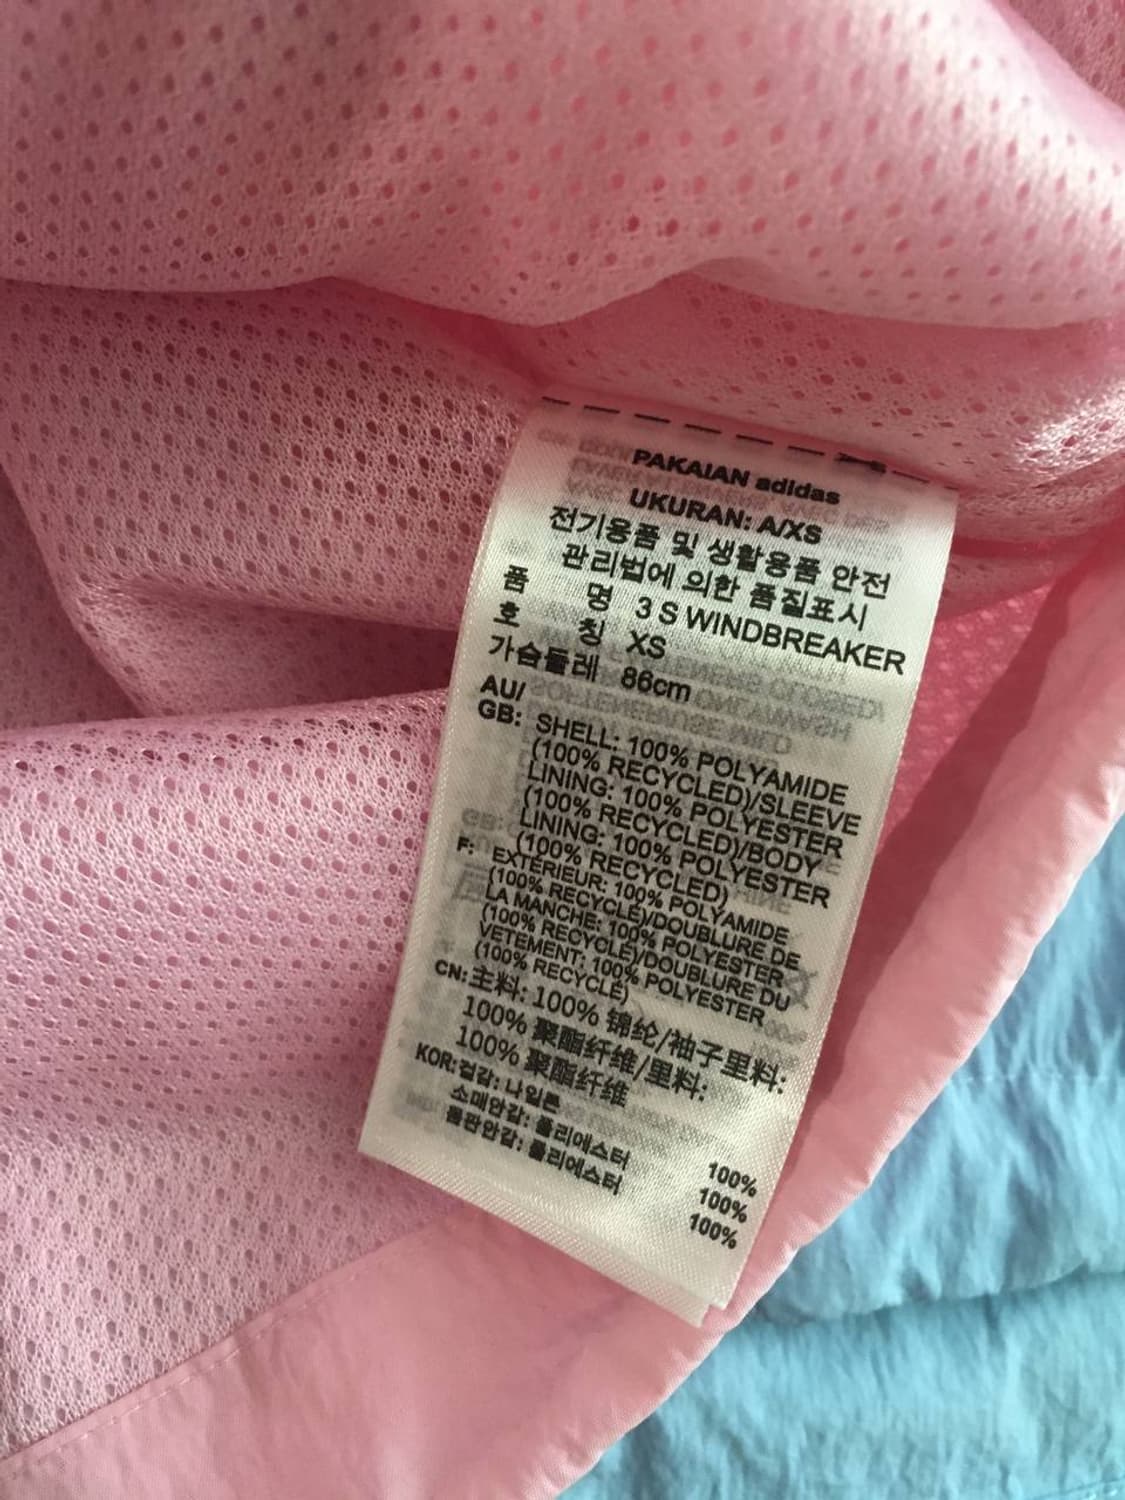 PAKAIAN adidas
UKURAN: A/XS
전기용품 및 생활용품 안전
관리법에 의한 품질표시
품 명 3 S WINDBREAKER
호 칭 XS
가슴둘레 86cm
AU/
GB: SHELL: 100% POLYAMIDE
(100% RECYCLED)/SLEEVE
LINING: 100% POLYESTER
(100% RECYCLED)/BODY
LINING: 100% POLYESTER
(100% RECYCLED)
F: EXTÉRIEUR: 100% POLYAMIDE
(100% RECYCLÉ)/DOUBLURE DE
LA MANCHE: 100% POLYESTER
(100% RECYCLÉ)/DOUBLURE DU
VETEMENT: 100% POLYESTER
(100% RECYCLÉ)
CN: 主料: 100% 锦纶/袖子里料:
100% 聚酯纤维/里料:
100% 聚酯纤维
KOR: 겉감: 나일론 100%
소매안감: 폴리에스터 100%
몸판안감: 폴리에스터 100%